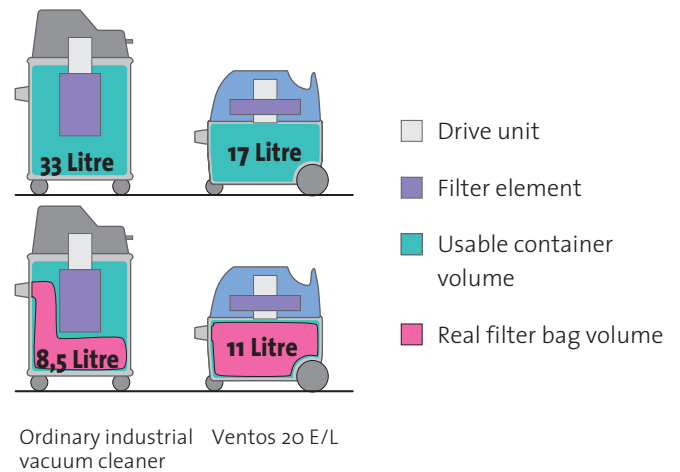 33 Litre
17 Litre
8,5 Litre
11 Litre
Drive unit
Filter element
Usable container
volume
Real filter bag volume
Ordinary industrial
vacuum cleaner
Ventos 20 E/L